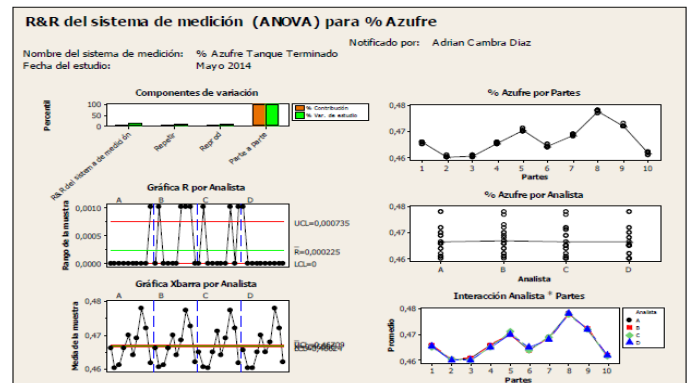 R&R del sistema de medición (ANOVA) para % Azufre
Notificado por: Adrian Cambra Diaz
Nombre del sistema de medición: % Azufre Tanque Terminado
Fecha del estudio: Mayo 2014
Componentes de variación
Percentil
100
50
0
% Contribución
% Var. de estudio
R&R del sistema de medición
Repetir
Reprod
Parte a parte
% Azufre por Partes
0,48
0,47
0,46
1 2 3 4 5 6 7 8 9 10
Partes
Gráfica R por Analista
A B C D
Rango de la muestra
0,0010
0,0005
0,0000
UCL=0,000735
R=0,000225
LCL=0
% Azufre por Analista
0,48
0,47
0,46
A B C D
Analista
Gráfica Xbarra por Analista
A B C D
Media de la muestra
0,48
0,47
0,46
Interacción Analista * Partes
Promedio
0,48
0,47
0,46
1 2 3 4 5 6 7 8 9 10
Partes
Analista
A
B
C
D